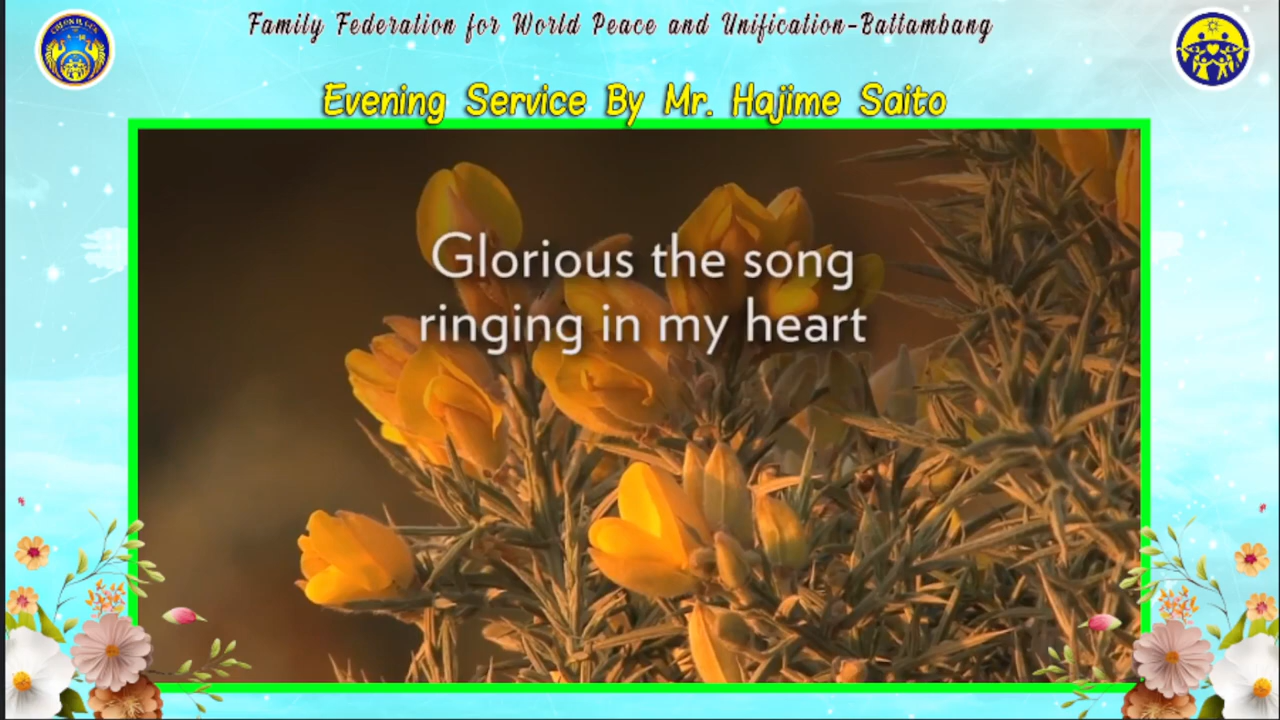 Family Federation for World Peace and Unification-Battambang
Evening Service By Mr. Hajime Saito
Glorious the song
ringing in my heart